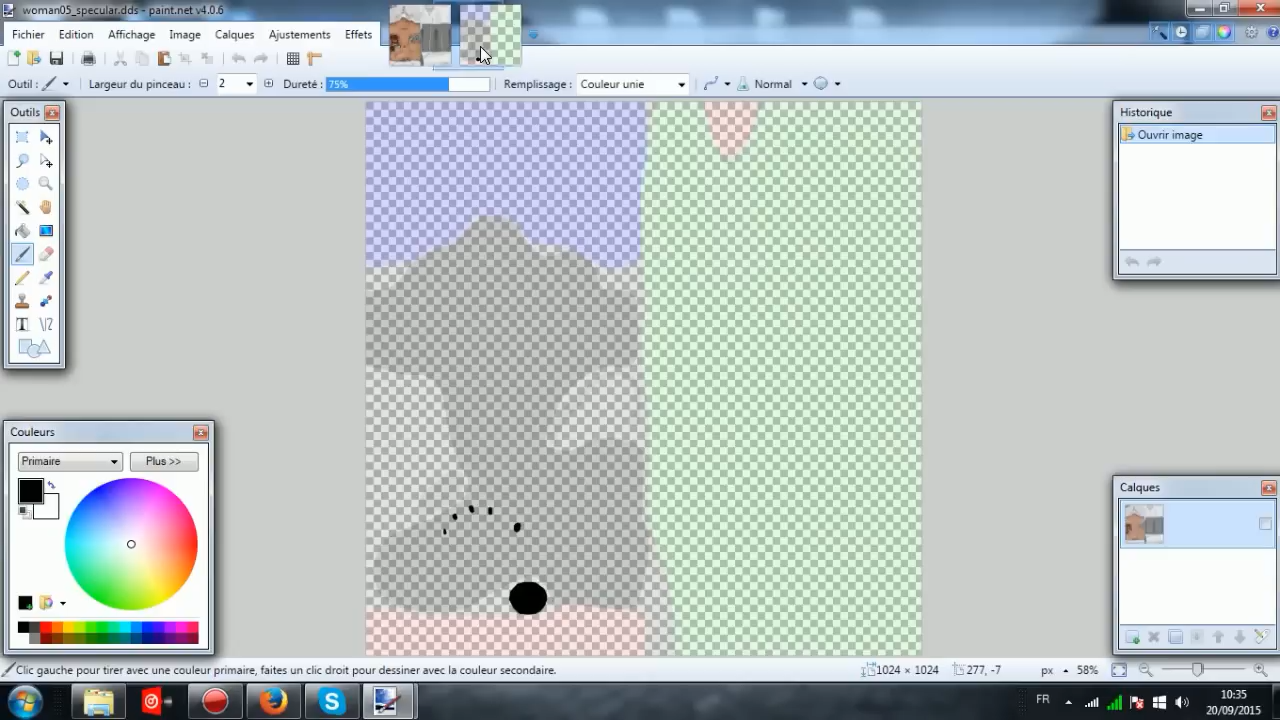 woman05_specular.dds - paint.net v4.0.6
Fichier Edition Affichage Image Calques Ajustements Effets
Outil : Largeur du pinceau : 2 Dureté : 75% Remplissage : Couleur unie Normal
Outils
Historique
Ouvrir image
Couleurs
Primaire Plus >>
Calques
Clic gauche pour tirer avec une couleur primaire, faites un clic droit pour dessiner avec la couleur secondaire. 1024 × 1024 277, -7 px 58%
FR 10:35
20/09/2015